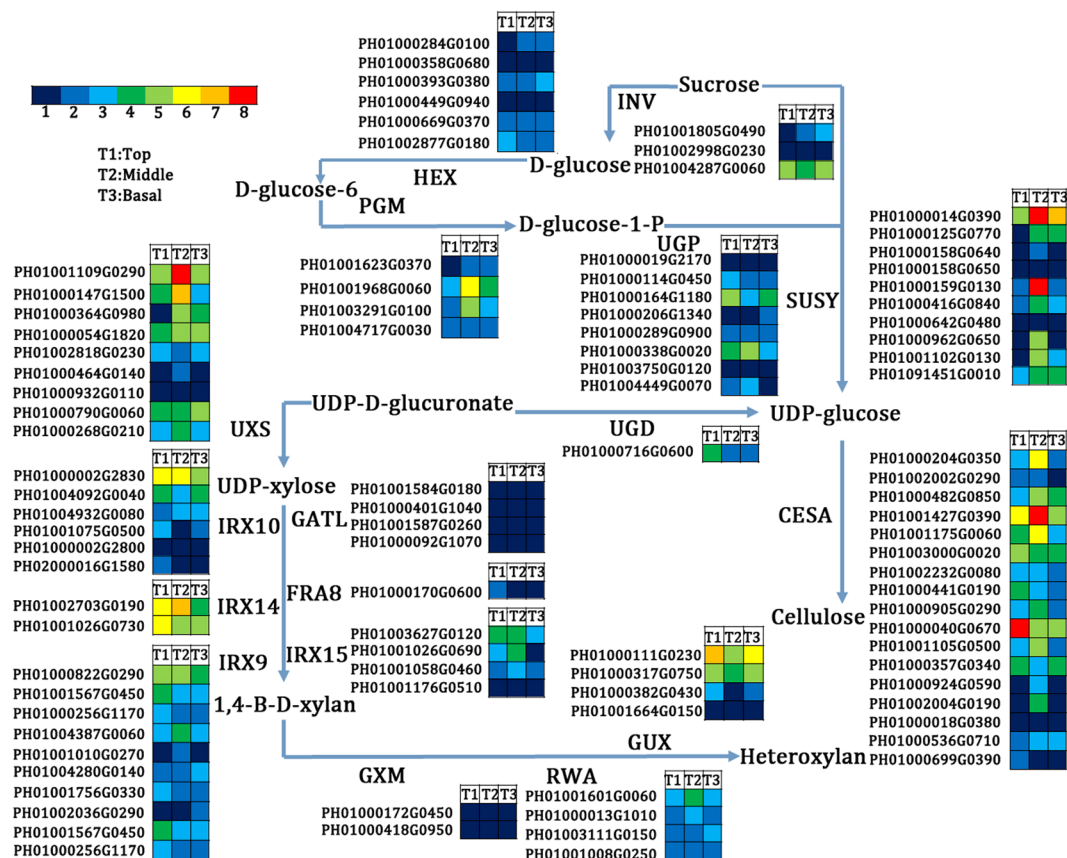 T1 T2 T3
PH01000284G0100
PH01000358G0680
PH01000393G0380
PH01000449G0940
PH01000669G0370
PH01002877G0180
1 2 3 4 5 6 7 8
T1:Top
T2:Middle
T3:Basal
Sucrose
INV
T1 T2 T3
PH01001805G0490
PH01002998G0230
PH01004287G0060
D-glucose
HEX
D-glucose-6
PGM
D-glucose-1-P
T1 T2 T3
PH01001623G0370
PH01001968G0060
PH01003291G0100
PH01004717G0030
UGP
T1 T2 T3
PH01000019G2170
PH01000114G0450
PH01000164G1180
PH01000206G1340
PH01000289G0900
PH01000338G0020
PH01003750G0120
PH01004449G0070
SUSY
T1 T2 T3
PH01000014G0390
PH01000125G0770
PH01000158G0640
PH01000158G0650
PH01000159G0130
PH01000416G0840
PH01000642G0480
PH01000962G0650
PH01001102G0130
PH01091451G0010
T1 T2 T3
PH01001109G0290
PH01000147G1500
PH01000364G0980
PH01000054G1820
PH01002818G0230
PH01000464G0140
PH01000932G0110
PH01000790G0060
PH01000268G0210
UXS
UDP-D-glucuronate
UGD
UDP-glucose
T1 T2 T3
PH01000716G0600
T1 T2 T3
PH01000002G2830
PH01004092G0040
PH01004932G0080
PH01001075G0500
PH01000002G2800
PH02000016G1580
UDP-xylose
IRX10
GATL
T1 T2 T3
PH01001584G0180
PH01000401G1040
PH01001587G0260
PH01000092G1070
CESA
T1 T2 T3
PH01000204G0350
PH01002002G0290
PH01000482G0850
PH01001427G0390
PH01001175G0060
PH01003000G0020
PH01002232G0080
PH01000441G0190
PH01000905G0290
PH01000040G0670
PH01001105G0500
PH01000357G0340
PH01000924G0590
PH01002004G0190
PH01000018G0380
PH01000536G0710
PH01000699G0390
T1 T2 T3
PH01002703G0190
PH01001026G0730
IRX14
FRA8
T1 T2 T3
PH01000170G0600
Cellulose
T1 T2 T3
PH01000822G0290
PH01001567G0450
PH01000256G1170
PH01004387G0060
PH01001010G0270
PH01004280G0140
PH01001756G0330
PH01002036G0290
PH01001567G0450
PH01000256G1170
IRX9
IRX15
T1 T2 T3
PH01003627G0120
PH01001026G0690
PH01001058G0460
PH01001176G0510
T1 T2 T3
PH01000111G0230
PH01000317G0750
PH01000382G0430
PH01001664G0150
1,4-B-D-xylan
GUX
Heteroxylan
GXM
T1 T2 T3
PH01000172G0450
PH01000418G0950
RWA
T1 T2 T3
PH01001601G0060
PH01000013G1010
PH01003111G0150
PH01001008G0250